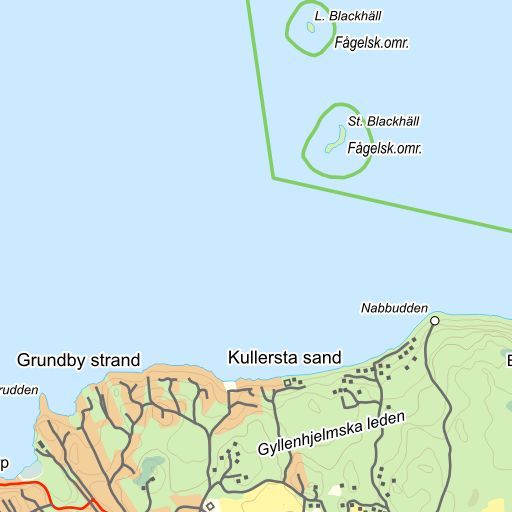 L. Blackhäll
Fågelsk.omr.
St. Blackhäll
Fågelsk.omr.
Nabbudden
Grundby strand
Kullersta sand
rudden
Gyllenhjelmska leden
p